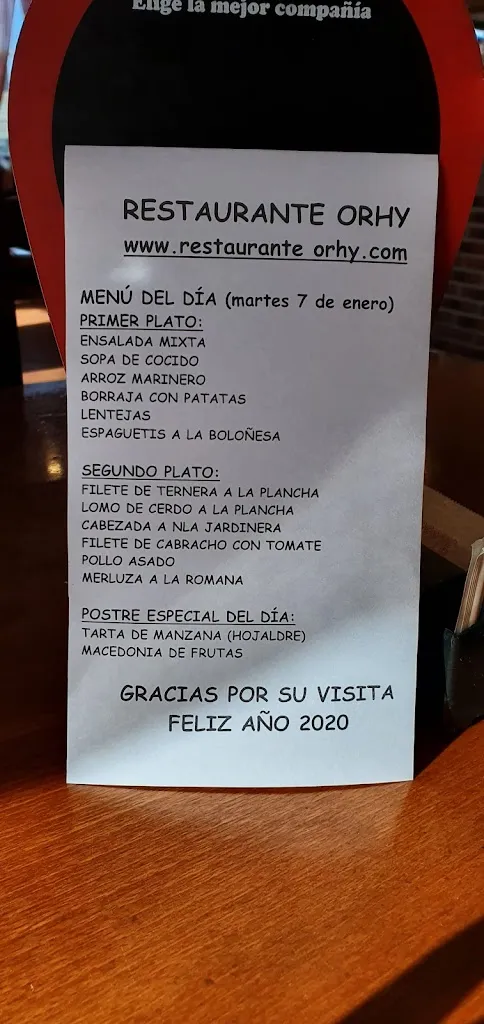 Elige la mejor compañía
RESTAURANTE ORHY
www.restaurante orhy.com
MENÚ DEL DÍA (martes 7 de enero)
PRIMER PLATO:
ENSALADA MIXTA
SOPA DE COCIDO
ARROZ MARINERO
BORRAJA CON PATATAS
LENTEJAS
ESPAGUETIS A LA BOLOÑESA
SEGUNDO PLATO:
FILETE DE TERNERA A LA PLANCHA
LOMO DE CERDO A LA PLANCHA
CABEZADA A NLA JARDINERA
FILETE DE CABRACHO CON TOMATE
POLLO ASADO
MERLUZA A LA ROMANA
POSTRE ESPECIAL DEL DÍA:
TARTA DE MANZANA (HOJALDRE)
MACEDONIA DE FRUTAS
GRACIAS POR SU VISITA
FELIZ AÑO 2020